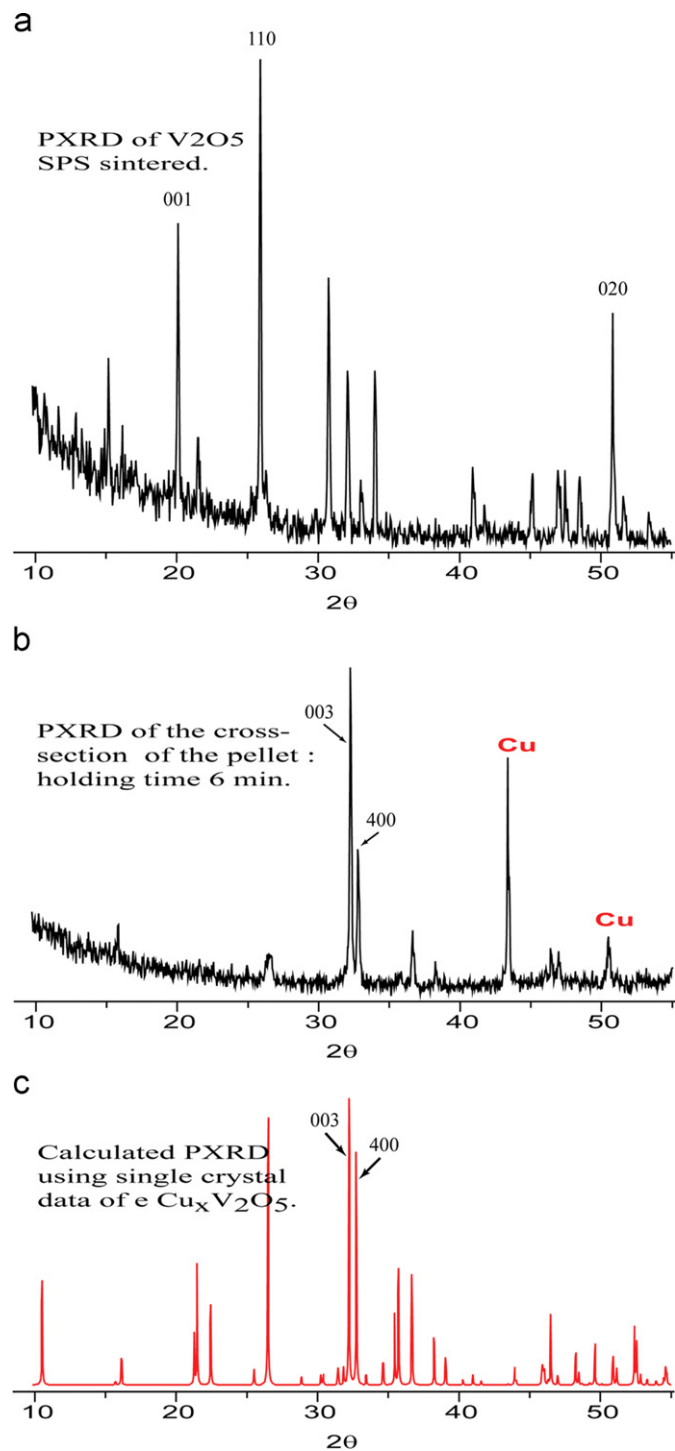 a
110
PXRD of V2O5
SPS sintered.
001
020
10 20 30 40 50
2θ
b
003
PXRD of the cross-
section of the pellet :
holding time 6 min.
400
Cu
Cu
10 20 30 40 50
2θ
c
003
400
Calculated PXRD
using single crystal
data of e CuₓV₂O₅.
10 20 30 40 50
2θ